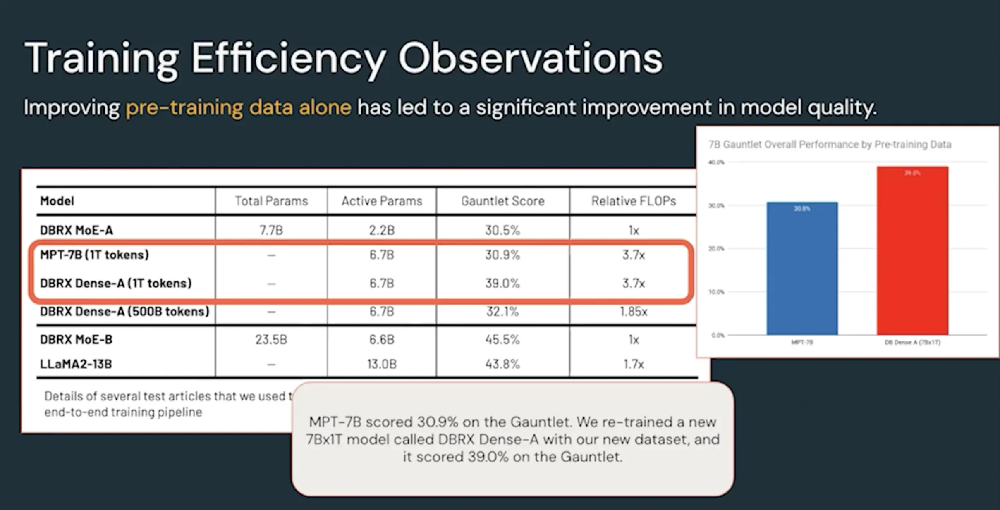 Training Efficiency Observations
Improving pre-training data alone has led to a significant improvement in model quality.
Model Total Params Active Params Gauntlet Score Relative FLOPs
DBRX MoE-A 7.7B 2.2B 30.5% 1x
MPT-7B (1T tokens) — 6.7B 30.9% 3.7x
DBRX Dense-A (1T tokens) — 6.7B 39.0% 3.7x
DBRX Dense-A (500B tokens) — 6.7B 32.1% 1.85x
DBRX MoE-B 23.5B 6.6B 45.5% 1x
LLaMA2-13B — 13.0B 43.8% 1.7x
Details of several test articles that we used t
end-to-end training pipeline
7B Gauntlet Overall Performance by Pre-training Data
40.0%
30.0%
20.0%
10.0%
0.0%
30.8%
39.0%
MPT-7B
DB Dense A (7Bx1T)
MPT-7B scored 30.9% on the Gauntlet. We re-trained a new
7Bx1T model called DBRX Dense-A with our new dataset, and
it scored 39.0% on the Gauntlet.